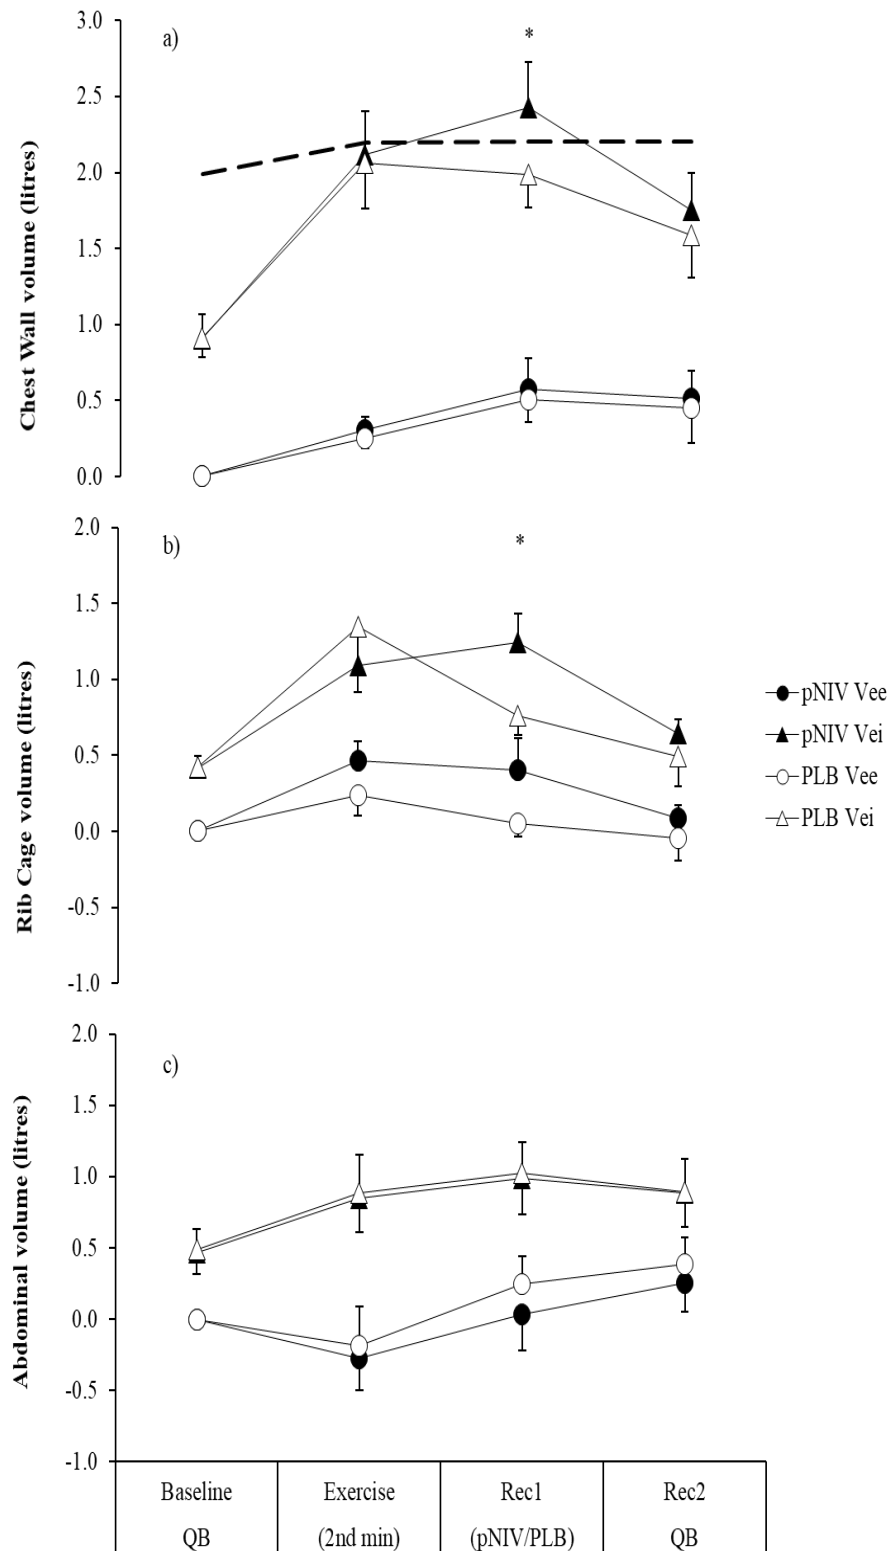 a)
*
3.0
2.5
2.0
1.5
1.0
0.5
0.0
Chest Wall volume (litres)
b)
*
2.0
1.5
1.0
0.5
0.0
-0.5
-1.0
Rib Cage volume (litres)
pNIV Vee
pNIV Vei
PLB Vee
PLB Vei
c)
2.0
1.5
1.0
0.5
0.0
-0.5
-1.0
Abdominal volume (litres)
Baseline Exercise Rec1 Rec2
QB (2nd min) (pNIV/PLB) QB